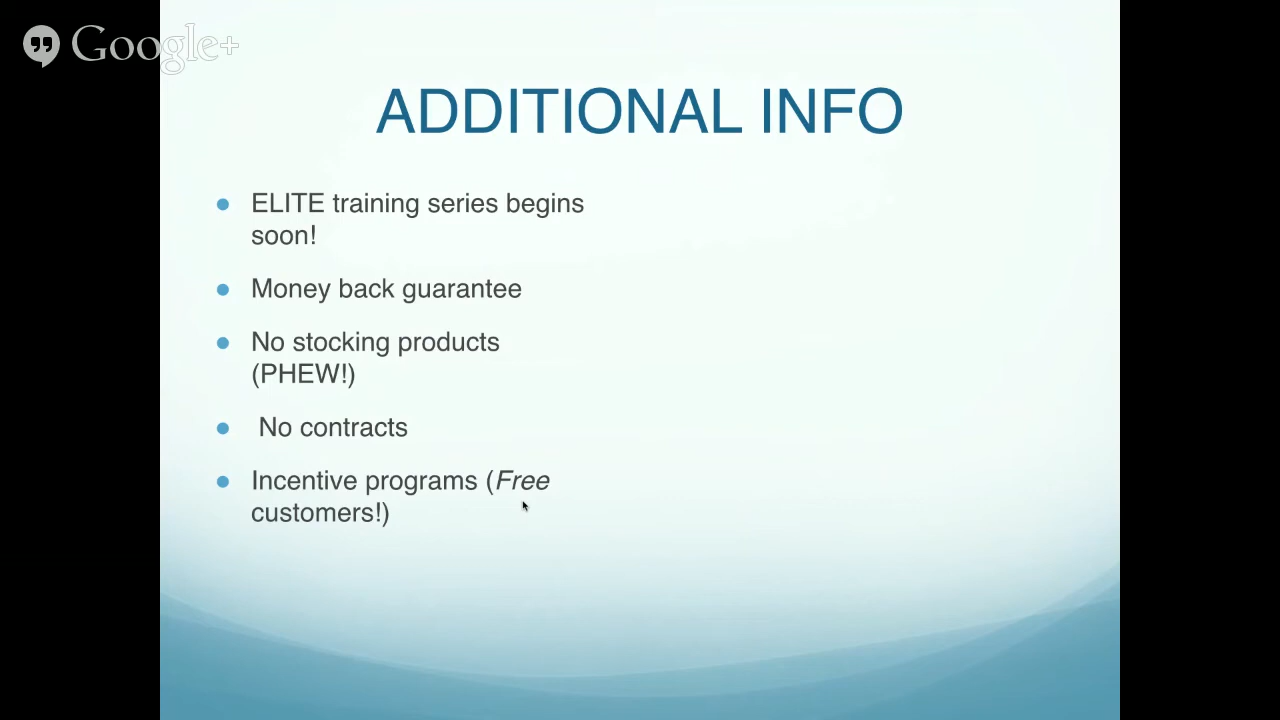 Google+
ADDITIONAL INFO
ELITE training series begins
soon!
Money back guarantee
No stocking products
(PHEW!)
No contracts
Incentive programs (Free
customers!)